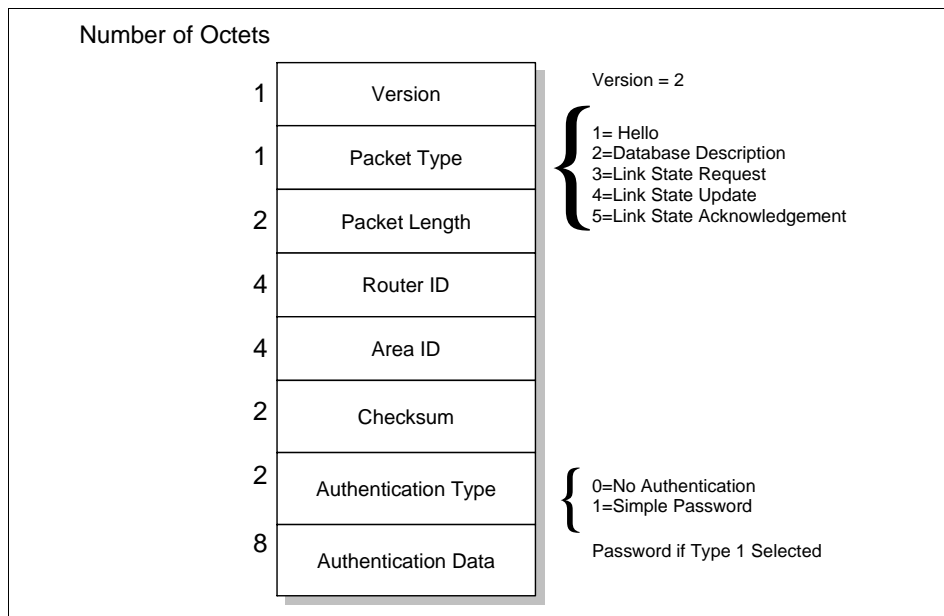 Number of Octets
1 Version Version = 2
1 Packet Type
1= Hello
2=Database Description
3=Link State Request
4=Link State Update
5=Link State Acknowledgement
2 Packet Length
4 Router ID
4 Area ID
2 Checksum
2 Authentication Type
0=No Authentication
1=Simple Password
8 Authentication Data
Password if Type 1 Selected